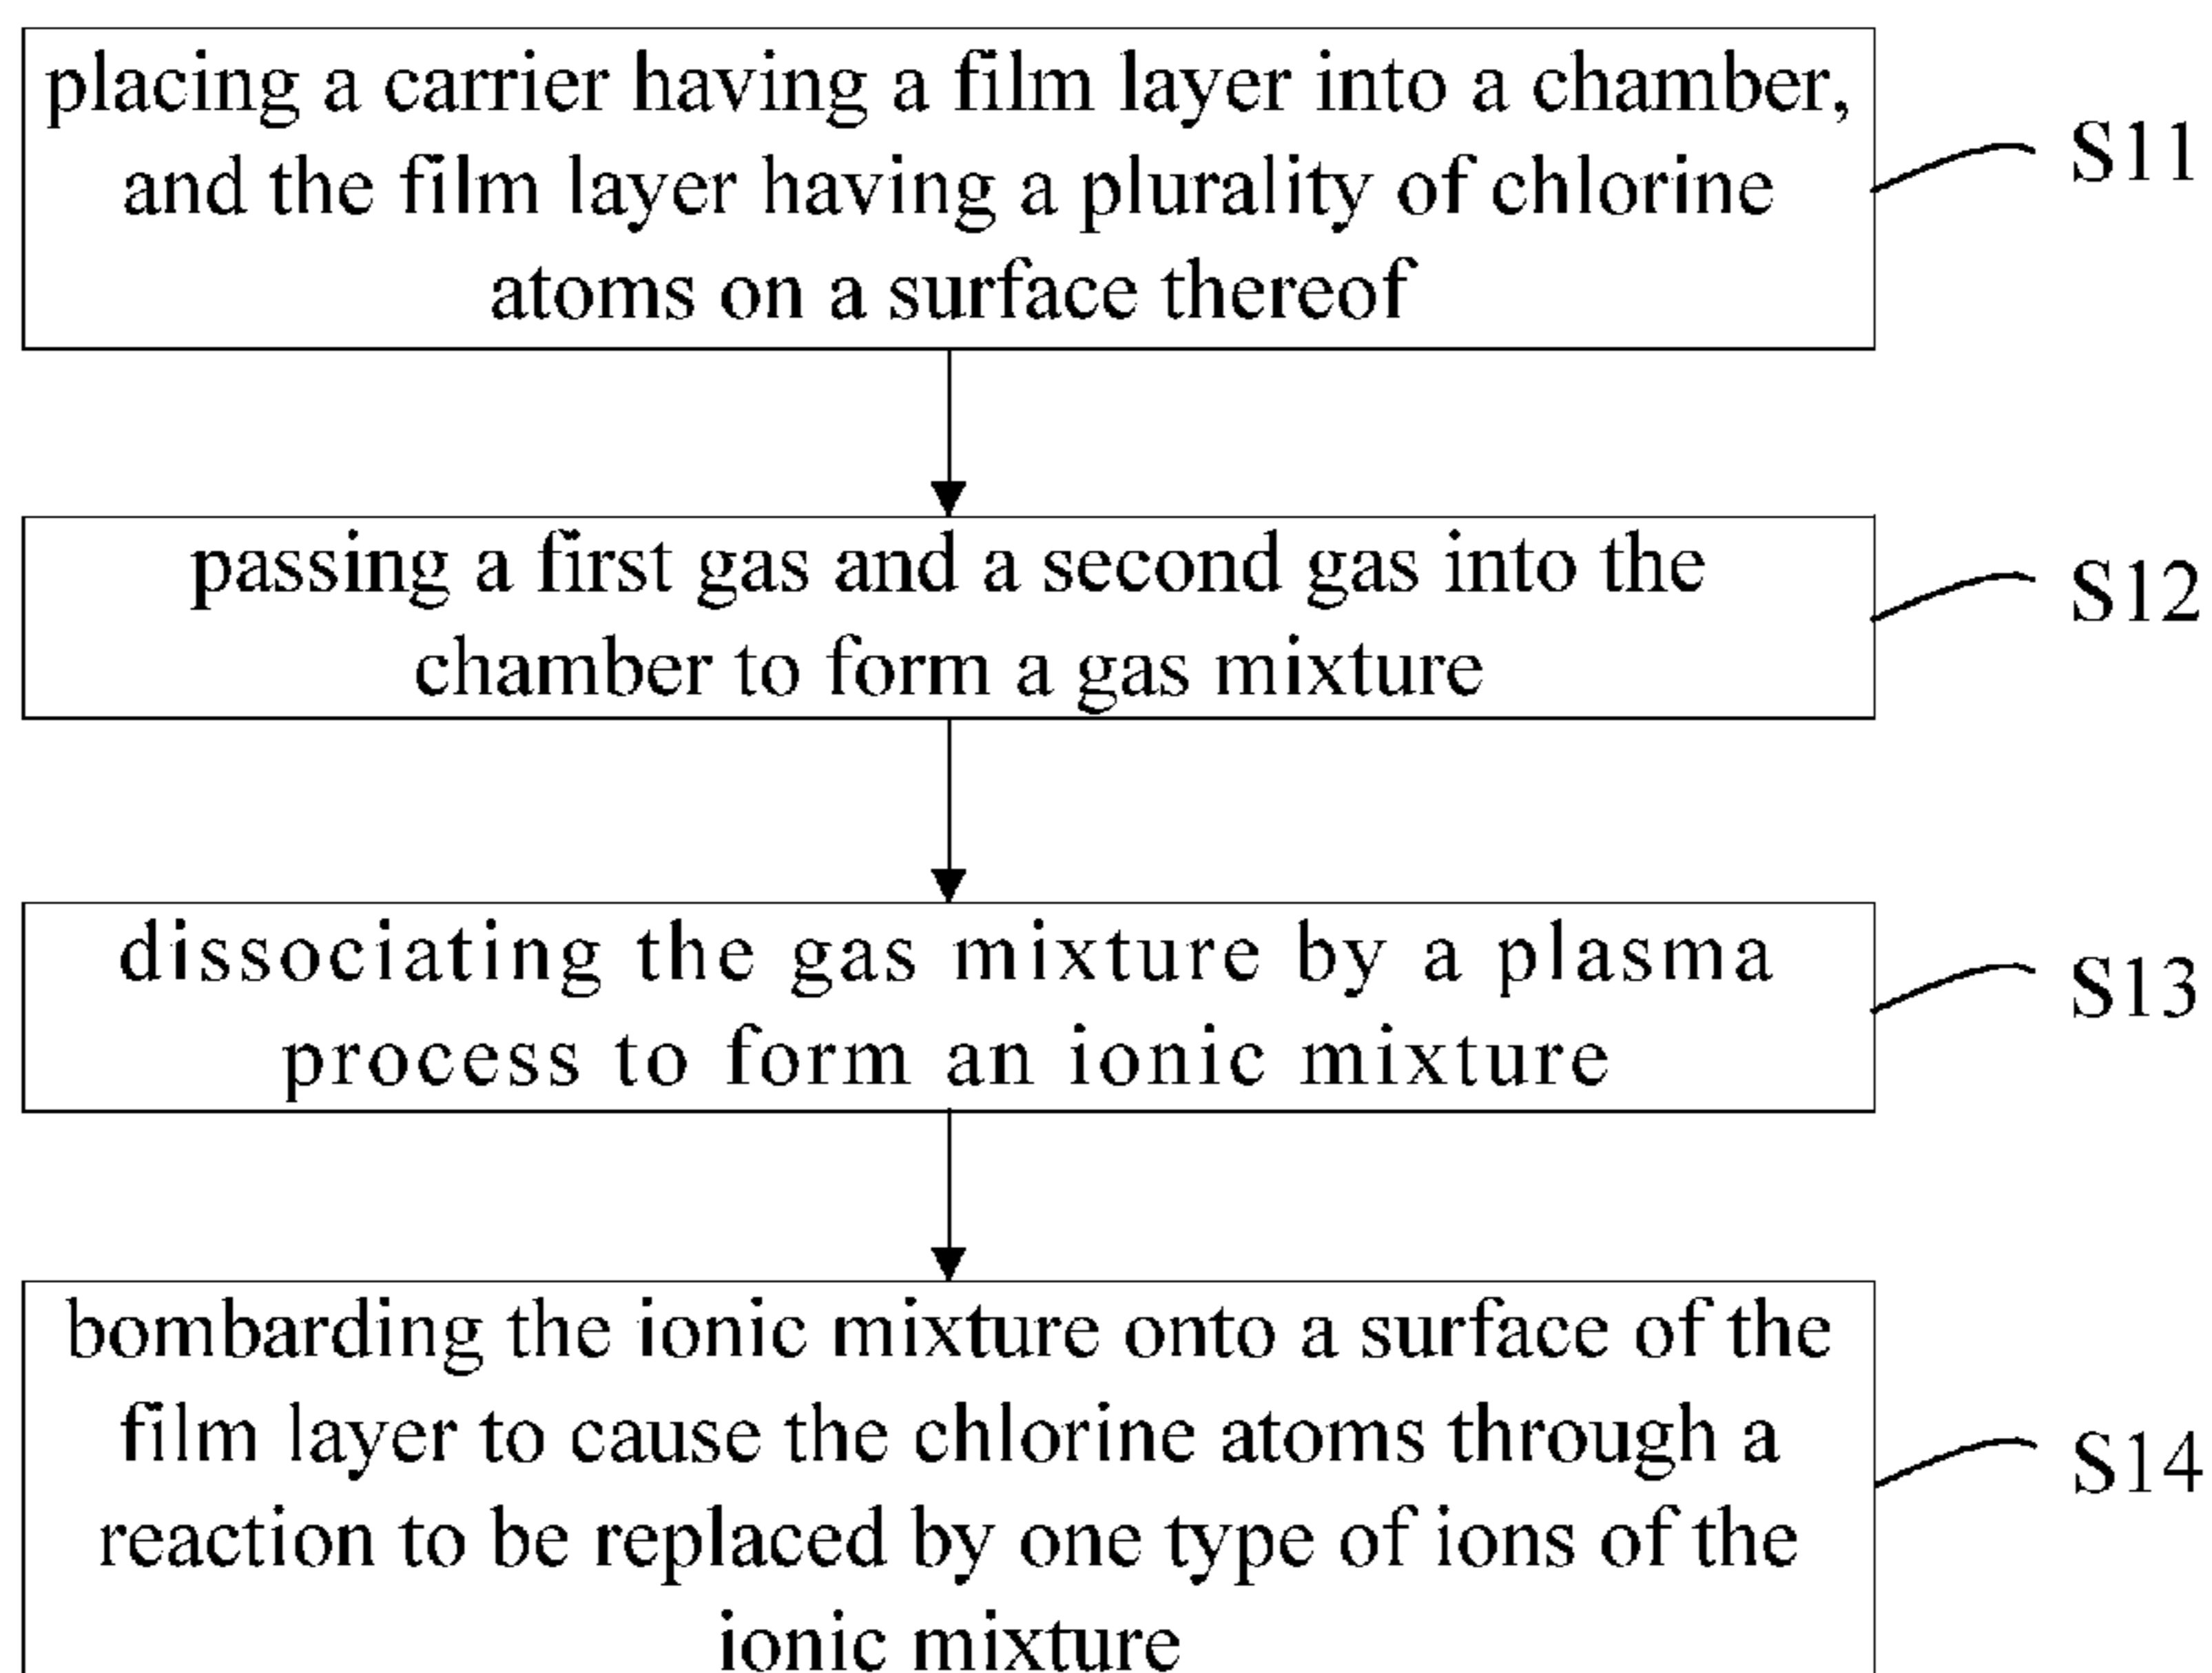 placing a carrier having a film layer into a chamber,
and the film layer having a plurality of chlorine
atoms on a surface thereof
S11
passing a first gas and a second gas into the
chamber to form a gas mixture
S12
dissociating the gas mixture by a plasma
process to form an ionic mixture
S13
bombarding the ionic mixture onto a surface of the
film layer to cause the chlorine atoms through a
reaction to be replaced by one type of ions of the
ionic mixture
S14